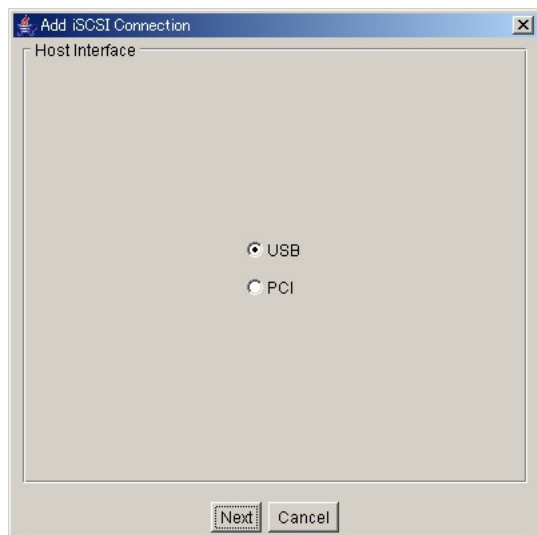 Add iSCSI Connection
Host Interface
USB
PCI
Next Cancel